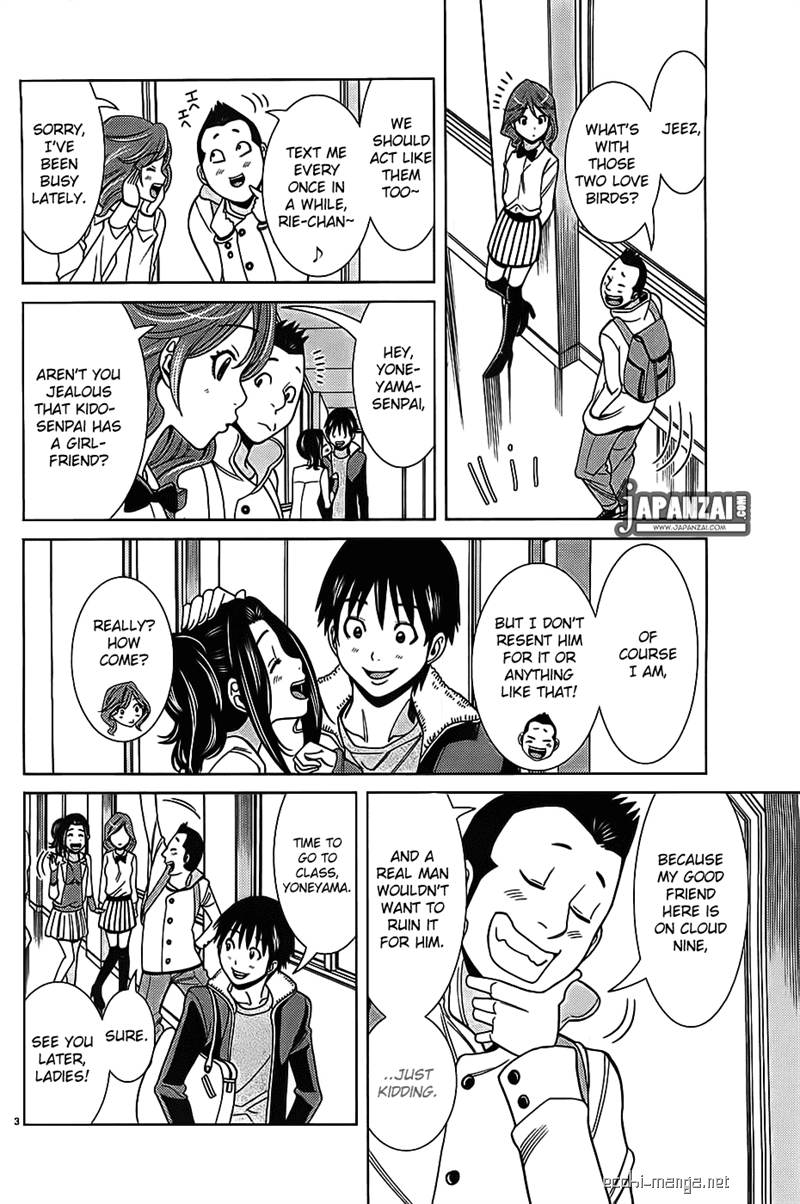 JEEZ,
WHAT'S
WITH
THOSE
TWO LOVE
BIRDS?
WE
SHOULD
ACT LIKE
THEM
TOO~
TEXT ME
EVERY
ONCE IN
A WHILE,
RIE-CHAN~
♪
エヘ
エヘ
SORRY,
I'VE
BEEN
BUSY
LATELY.
HEY,
YONE-
YAMA-
SENPAI,
AREN'T YOU
JEALOUS
THAT KIDO-
SENPAI HAS
A GIRL-
FRIEND?
JAPANZAI.COM
WWW.JAPANZAI.COM
OF
COURSE
I AM,
BUT I DON'T
RESENT HIM
FOR IT OR
ANYTHING
LIKE THAT!
REALLY?
HOW
COME?
BECAUSE
MY GOOD
FRIEND
HERE IS
ON CLOUD
NINE,
AND A
REAL MAN
WOULDN'T
WANT TO
RUIN IT
FOR HIM.
..JUST
KIDDING.
TIME TO
GO TO
CLASS,
YONEYAMA.
SURE.
SEE YOU
LATER,
LADIES!
3
ecchi-manga.net